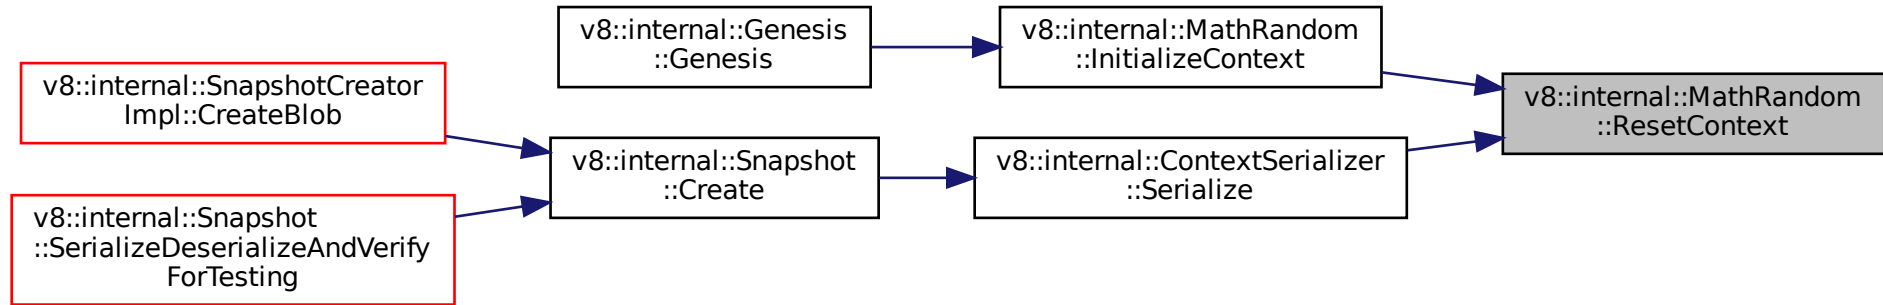 v8::internal::Genesis
::Genesis
v8::internal::MathRandom
::InitializeContext
v8::internal::SnapshotCreator
Impl::CreateBlob
v8::internal::MathRandom
::ResetContext
v8::internal::Snapshot
::Create
v8::internal::ContextSerializer
::Serialize
v8::internal::Snapshot
::SerializeDeserializeAndVerify
ForTesting